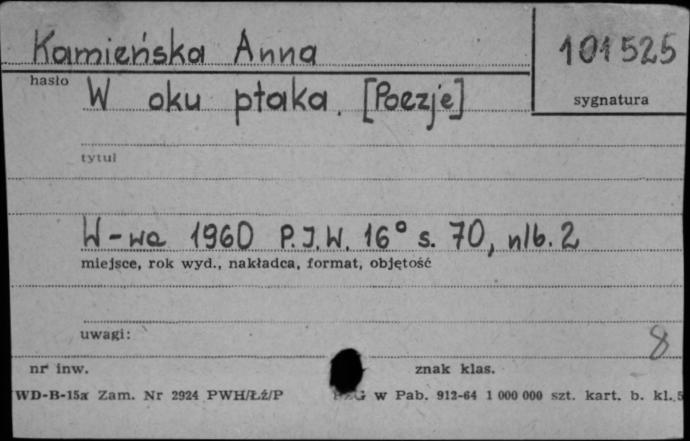 Kamieńska Anna
101525
hasło
sygnatura
W oku ptaka. [Poezje]
tytuł
W-wa 1960 P.I.W. 16° s. 70, nlb. 2
miejsce, rok wyd., nakładca, format, objętość
uwagi:
8
nr inw.
znak klas.
WD-B-15a Zam. Nr 2924 PWH/Łź/P
w Pab. 912-64 1 000 000 szt. kart. b. kl. 5